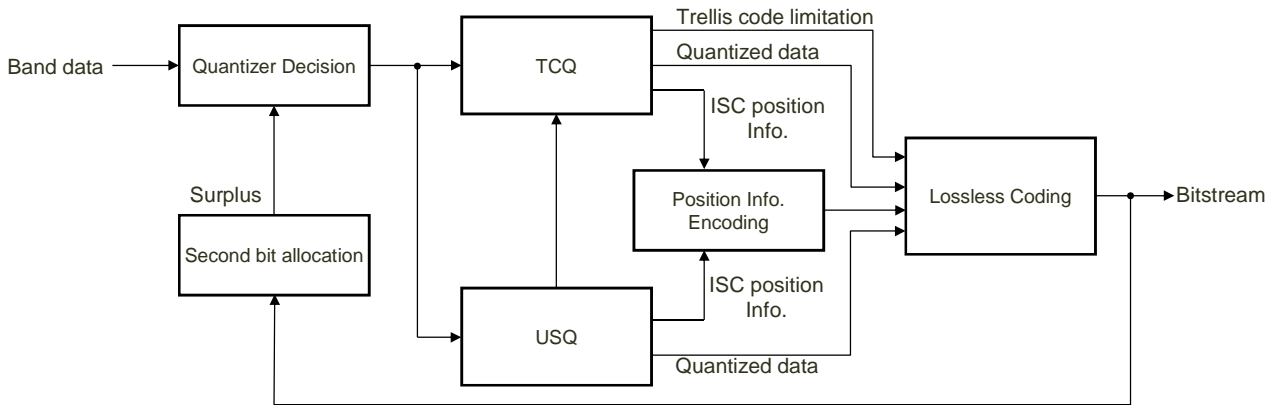 Trellis code limitation
Quantized data
Band data
Quantizer Decision
TCQ
ISC position
Info.
Surplus
Position Info.
Encoding
Lossless Coding
Bitstream
Second bit allocation
ISC position
Info.
USQ
Quantized data